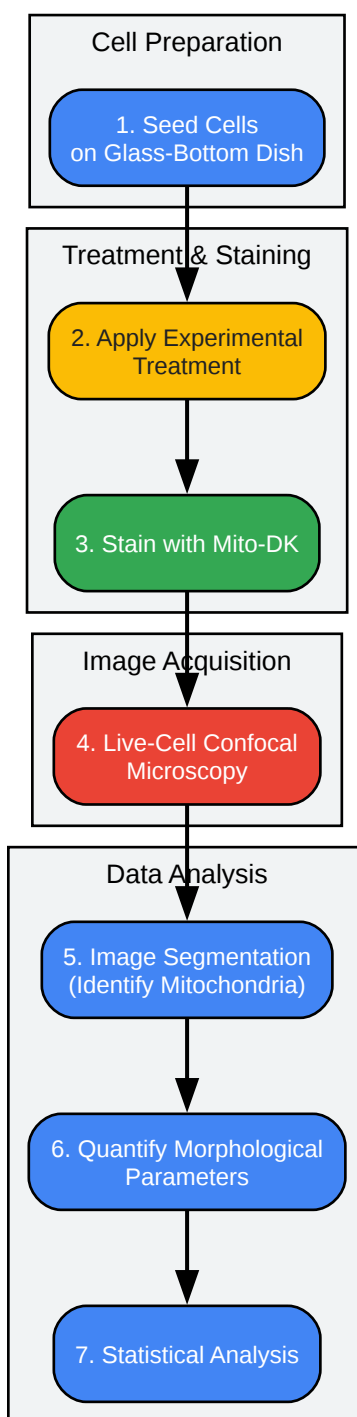 Cell Preparation
1. Seed Cells
on Glass-Bottom Dish
Treatment & Staining
2. Apply Experimental
Treatment
3. Stain with Mito-DK
Image Acquisition
4. Live-Cell Confocal
Microscopy
Data Analysis
5. Image Segmentation
(Identify Mitochondria)
6. Quantify Morphological
Parameters
7. Statistical Analysis